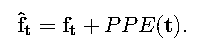 f̂ₜ = fₜ + PPE(t).